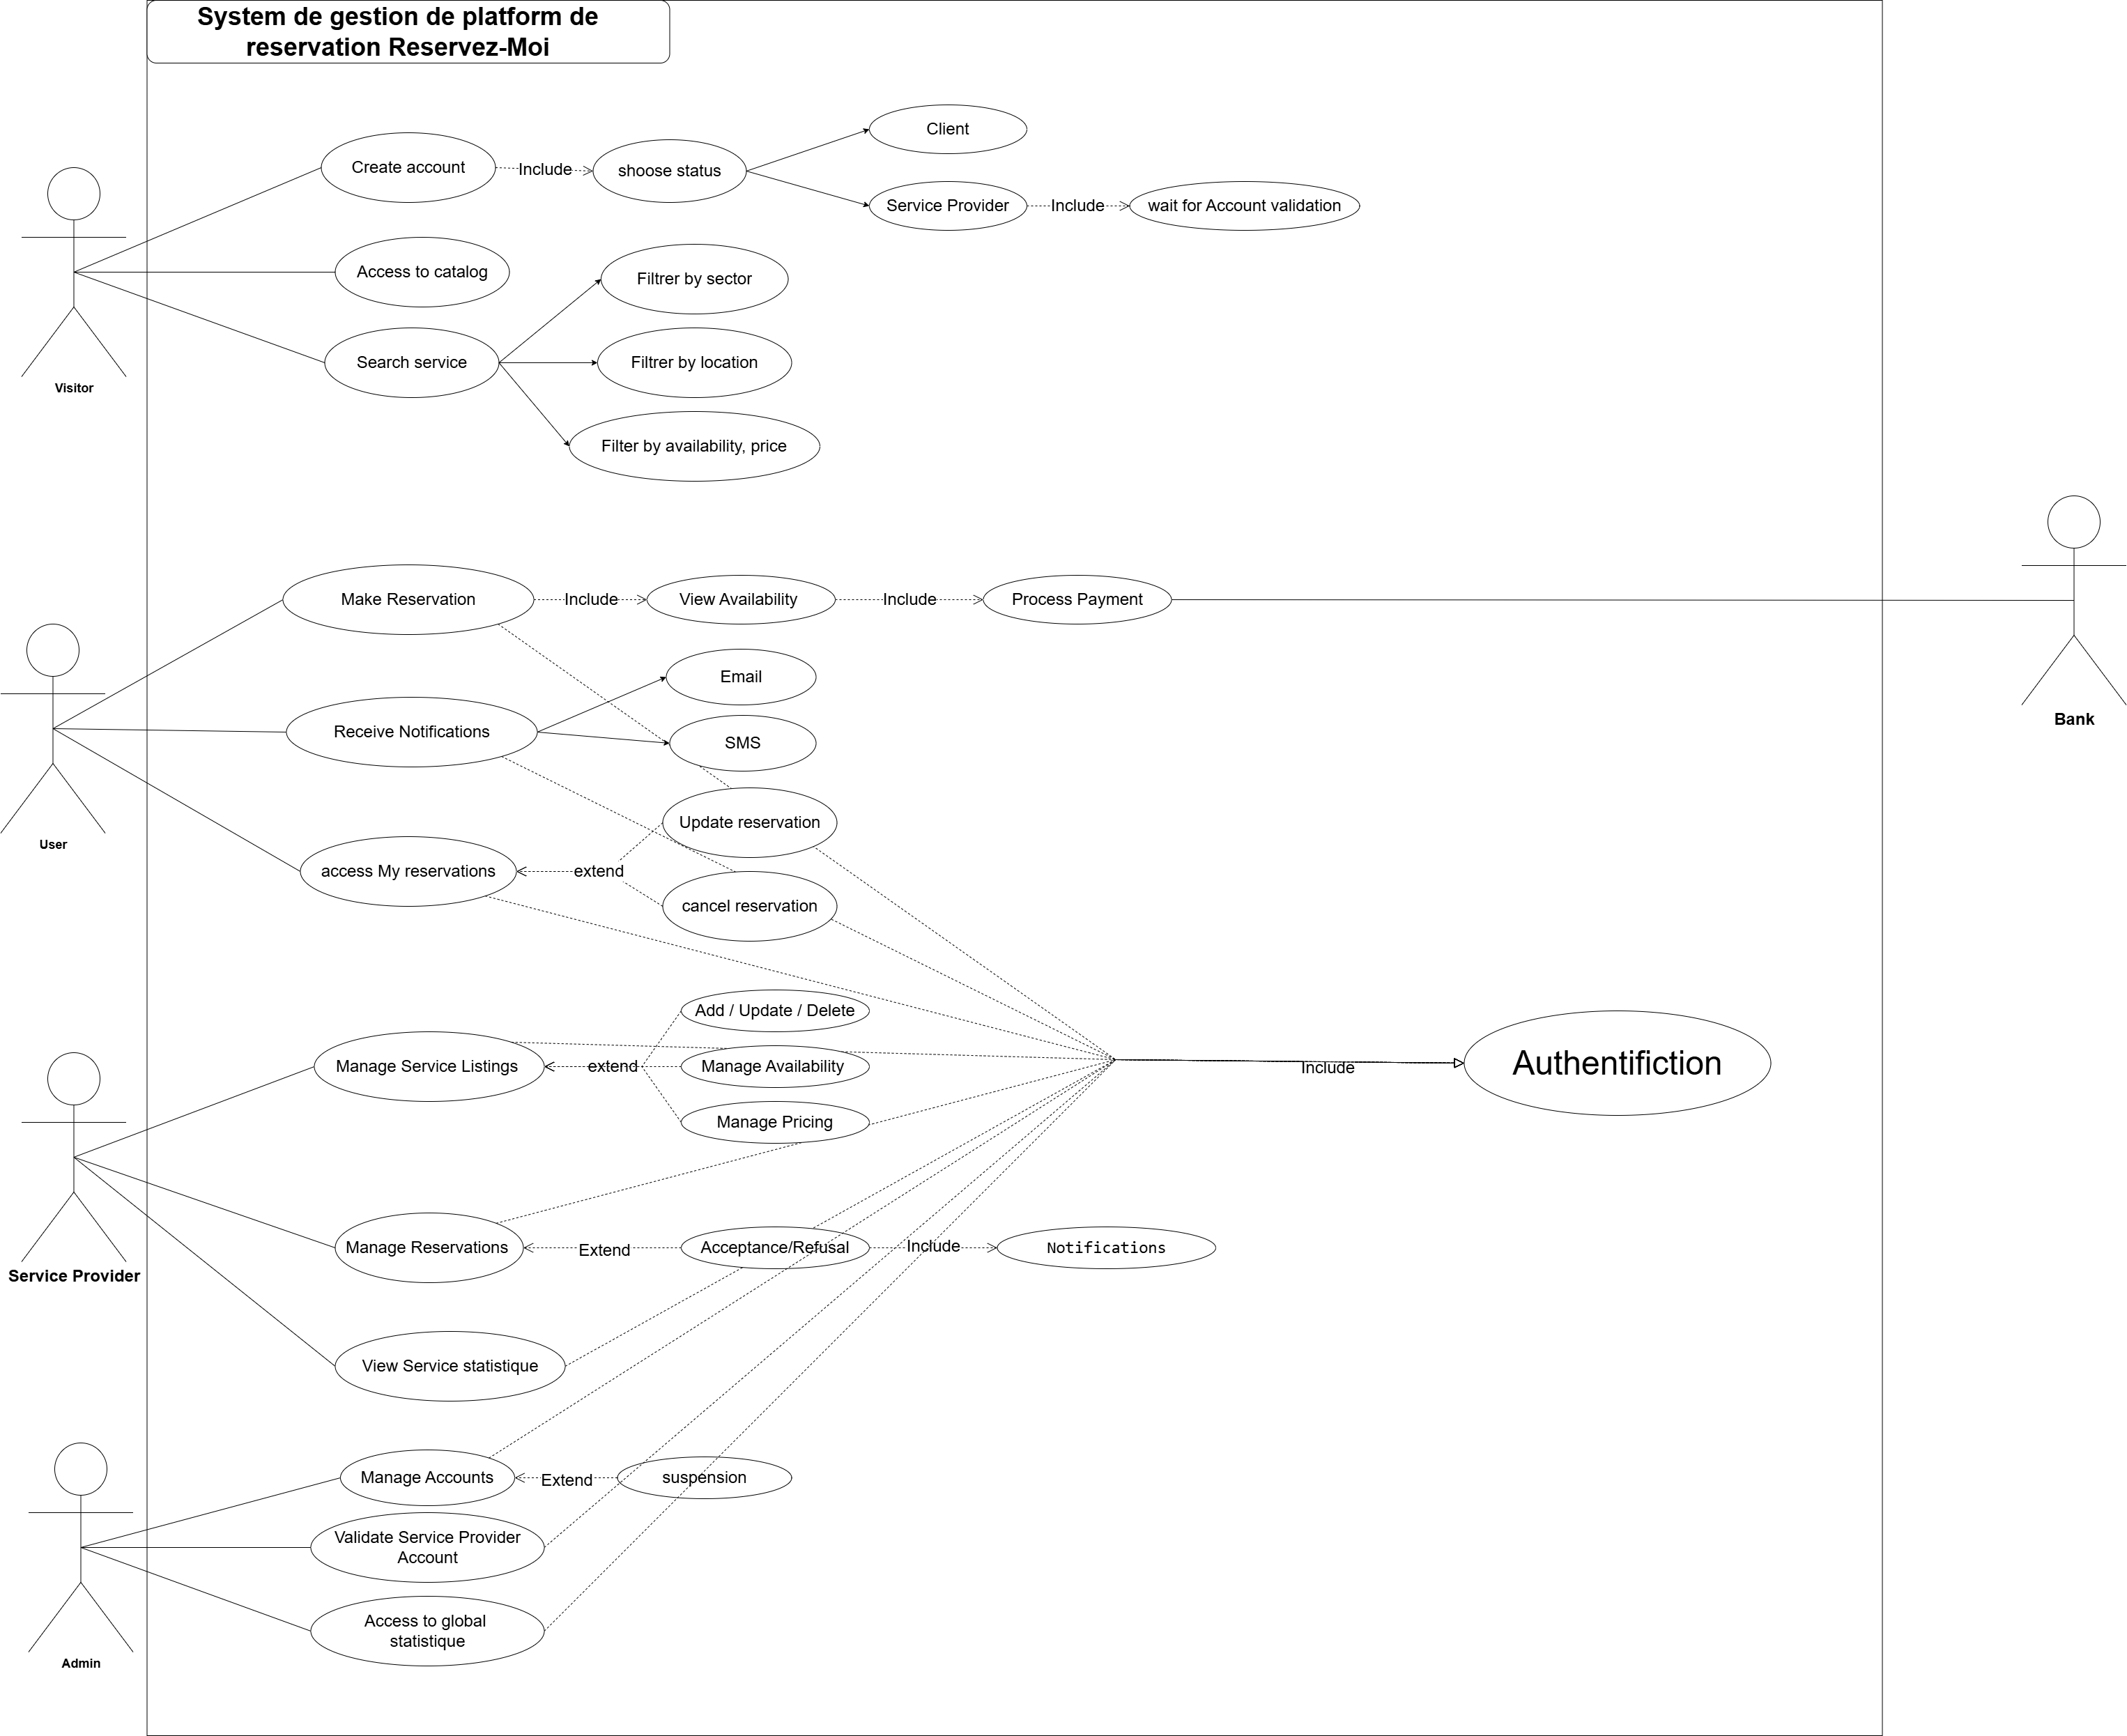 System de gestion de platform de
reservation Reservez-Moi
Client
Create account
Include
shoose status
Service Provider
Include
wait for Account validation
Access to catalog
Filtrer by sector
Search service
Filtrer by location
Visitor
Filter by availability, price
Make Reservation
Include
View Availability
Include
Process Payment
Email
Bank
Receive Notifications
SMS
Update reservation
User
access My reservations
extend
cancel reservation
Add / Update / Delete
Manage Service Listings
extend
Manage Availability
Include
Authentifiction
Manage Pricing
Manage Reservations
Extend
Acceptance/Refusal
Include
Notifications
Service Provider
View Service statistique
Manage Accounts
Extend
suspension
Validate Service Provider
Account
Access to global
statistique
Admin